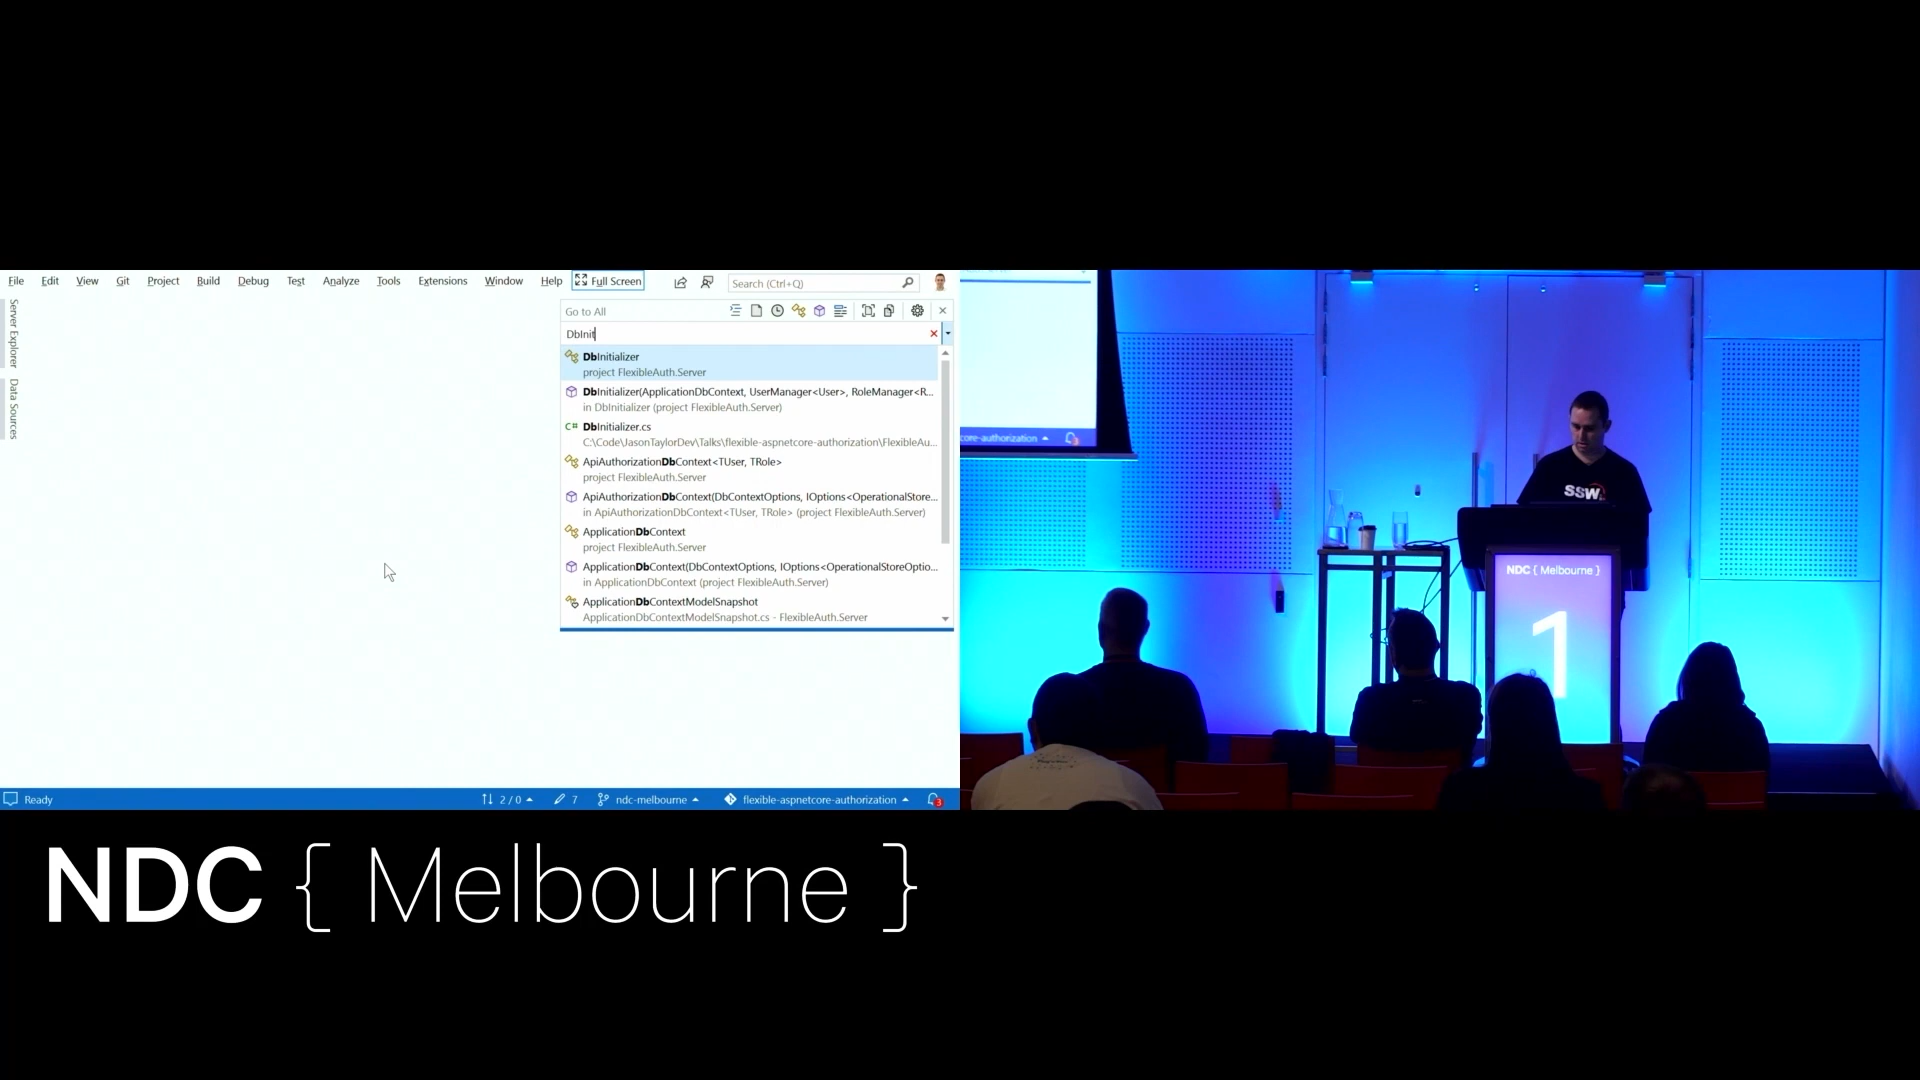 File Edit View Git Project Build Debug Test Analyze Tools Extensions Window Help Full Screen Search (Ctrl+Q)
Server Explorer
Data Sources
Go to All
DbInit
DbInitializer
project FlexibleAuth.Server
DbInitializer(ApplicationDbContext, UserManager<User>, RoleManager<R...
in DbInitializer (project FlexibleAuth.Server)
C# DbInitializer.cs
C:\Code\JasonTaylorDev\Talks\flexible-aspnetcore-authorization\FlexibleAu...
ApiAuthorizationDbContext<TUser, TRole>
project FlexibleAuth.Server
ApiAuthorizationDbContext(DbContextOptions, IOptions<OperationalStore...
in ApiAuthorizationDbContext<TUser, TRole> (project FlexibleAuth.Server)
ApplicationDbContext
project FlexibleAuth.Server
ApplicationDbContext(DbContextOptions, IOptions<OperationalStoreOptio...
in ApplicationDbContext (project FlexibleAuth.Server)
ApplicationDbContextModelSnapshot
ApplicationDbContextModelSnapshot.cs - FlexibleAuth.Server
Ready 2 / 0 7 ndc-melbourne flexible-aspnetcore-authorization 3
core-authorization
SSW
NDC { Melbourne }
1
NDC { Melbourne }